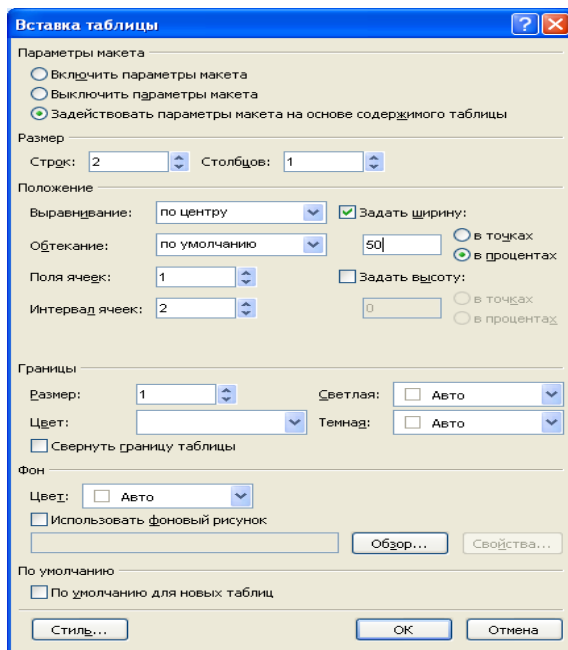 Вставка таблицы
Параметры макета
Включить параметры макета
Выключить параметры макета
Задействовать параметры макета на основе содержимого таблицы
Размер
Строк: 2 Столбцов: 1
Положение
Выравнивание: по центру Задать ширину:
Обтекание: по умолчанию 50 в точках
в процентах
Поля ячеек: 1 Задать высоту:
Интервал ячеек: 2 0 в точках
в процентах
Границы
Размер: 1 Светлая: Авто
Цвет: Темная: Авто
Свернуть границу таблицы
Фон
Цвет: Авто
Использовать фоновый рисунок
Обзор... Свойства...
По умолчанию
По умолчанию для новых таблиц
Стиль... ОК Отмена